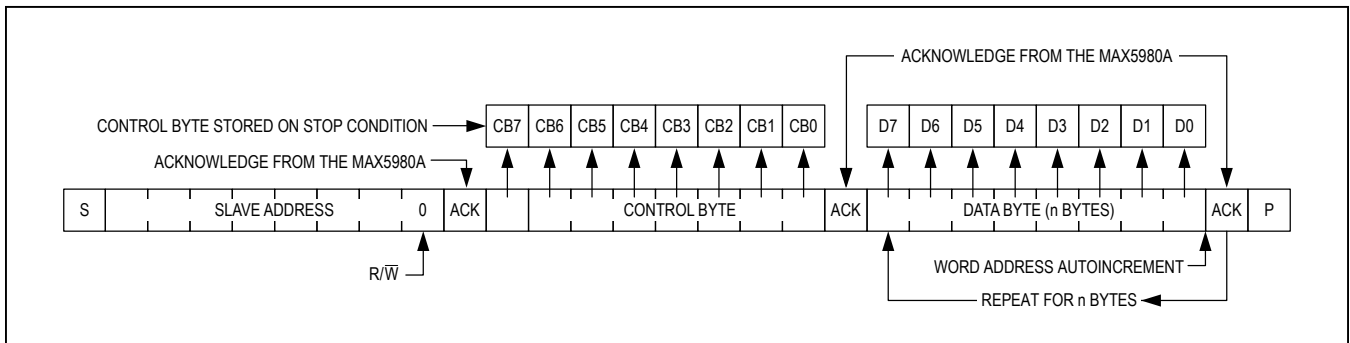 ACKNOWLEDGE FROM THE MAX5980A
CONTROL BYTE STORED ON STOP CONDITION CB7 CB6 CB5 CB4 CB3 CB2 CB1 CB0 D7 D6 D5 D4 D3 D2 D1 D0
ACKNOWLEDGE FROM THE MAX5980A
S SLAVE ADDRESS 0 ACK CONTROL BYTE ACK DATA BYTE (n BYTES) ACK P
R/W̅ WORD ADDRESS AUTOINCREMENT
REPEAT FOR n BYTES